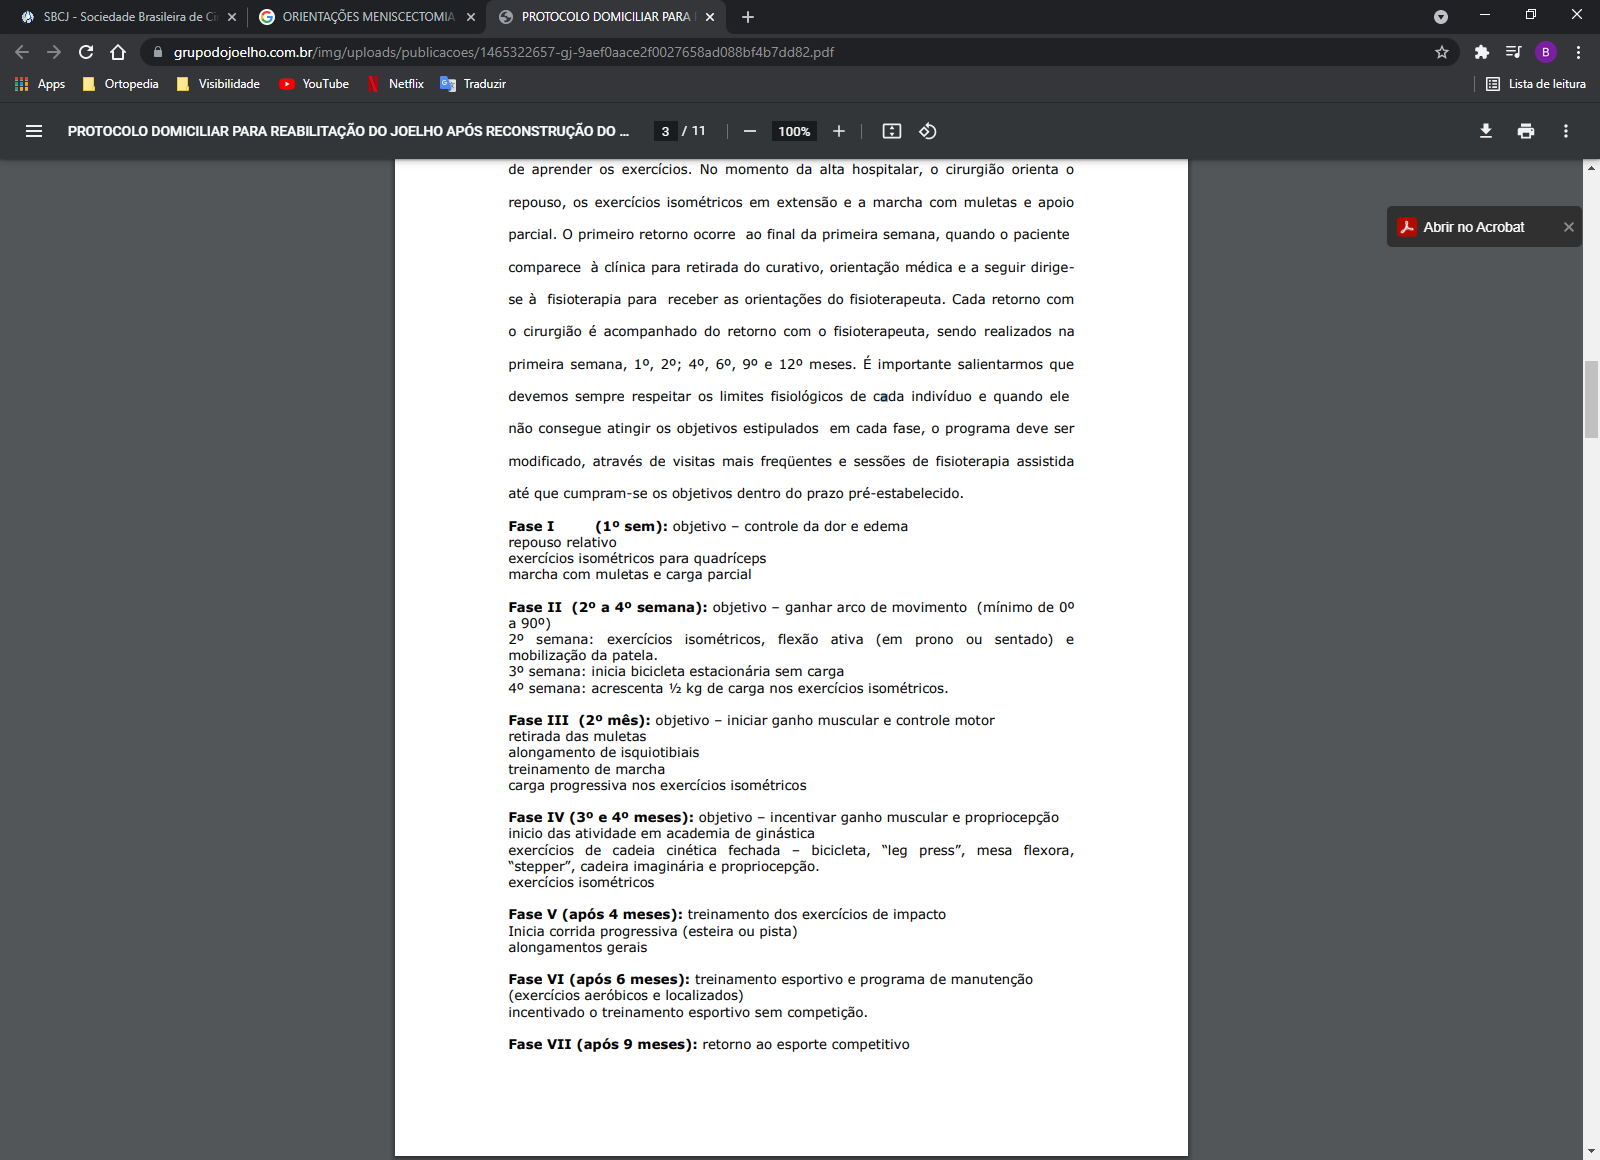 SBCJ - Sociedade Brasileira de Ci
ORIENTAÇÕES MENISCECTOMIA
PROTOCOLO DOMICILIAR PARA
grupodojoelho.com.br/img/uploads/publicacoes/1465322657-gj-9aef0aace2f0027658ad088bf4b7dd82.pdf
B
Apps
Ortopedia
Visibilidade
YouTube
Netflix
Traduzir
Lista de leitura
PROTOCOLO DOMICILIAR PARA REABILITAÇÃO DO JOELHO APÓS RECONSTRUÇÃO DO ...
3 / 11
100%
Abrir no Acrobat
de aprender os exercícios. No momento da alta hospitalar, o cirurgião orienta o
repouso, os exercícios isométricos em extensão e a marcha com muletas e apoio
parcial. O primeiro retorno ocorre ao final da primeira semana, quando o paciente
comparece à clínica para retirada do curativo, orientação médica e a seguir dirige-
se à fisioterapia para receber as orientações do fisioterapeuta. Cada retorno com
o cirurgião é acompanhado do retorno com o fisioterapeuta, sendo realizados na
primeira semana, 1º, 2º; 4º, 6º, 9º e 12º meses. É importante salientarmos que
devemos sempre respeitar os limites fisiológicos de cada indivíduo e quando ele
não consegue atingir os objetivos estipulados em cada fase, o programa deve ser
modificado, através de visitas mais freqüentes e sessões de fisioterapia assistida
até que cumpram-se os objetivos dentro do prazo pré-estabelecido.
Fase I (1º sem): objetivo – controle da dor e edema
repouso relativo
exercícios isométricos para quadríceps
marcha com muletas e carga parcial
Fase II (2º a 4º semana): objetivo – ganhar arco de movimento (mínimo de 0º
a 90º)
2º semana: exercícios isométricos, flexão ativa (em prono ou sentado) e
mobilização da patela.
3º semana: inicia bicicleta estacionária sem carga
4º semana: acrescenta ½ kg de carga nos exercícios isométricos.
Fase III (2º mês): objetivo – iniciar ganho muscular e controle motor
retirada das muletas
alongamento de isquiotibiais
treinamento de marcha
carga progressiva nos exercícios isométricos
Fase IV (3º e 4º meses): objetivo – incentivar ganho muscular e propriocepção
inicio das atividade em academia de ginástica
exercícios de cadeia cinética fechada – bicicleta, “leg press”, mesa flexora,
“stepper”, cadeira imaginária e propriocepção.
exercícios isométricos
Fase V (após 4 meses): treinamento dos exercícios de impacto
Inicia corrida progressiva (esteira ou pista)
alongamentos gerais
Fase VI (após 6 meses): treinamento esportivo e programa de manutenção
(exercícios aeróbicos e localizados)
incentivado o treinamento esportivo sem competição.
Fase VII (após 9 meses): retorno ao esporte competitivo